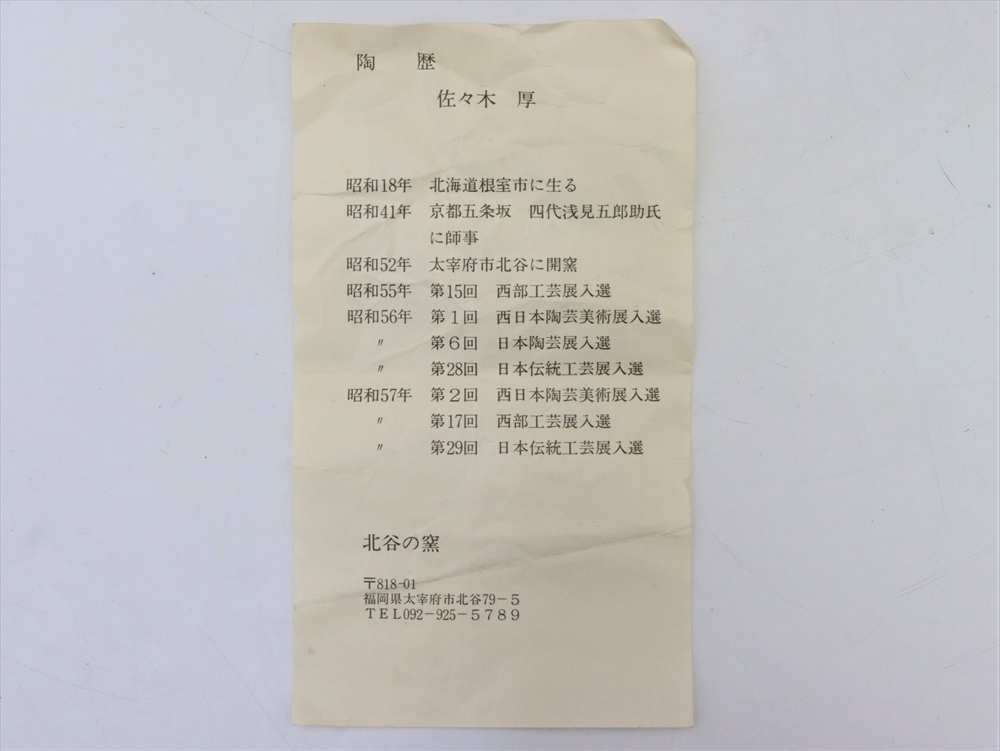 陶　歴
佐々木　厚
昭和18年　北海道根室市に生る
昭和41年　京都五条坂　四代浅見五郎助氏
に師事
昭和52年　太宰府市北谷に開窯
昭和55年　第15回　西部工芸展入選
昭和56年　第１回　西日本陶芸美術展入選
〃　第６回　日本陶芸展入選
〃　第28回　日本伝統工芸展入選
昭和57年　第２回　西日本陶芸美術展入選
〃　第17回　西部工芸展入選
〃　第29回　日本伝統工芸展入選
北谷の窯
〒818-01
福岡県太宰府市北谷79－５
ＴＥＬ092－925－５７８９